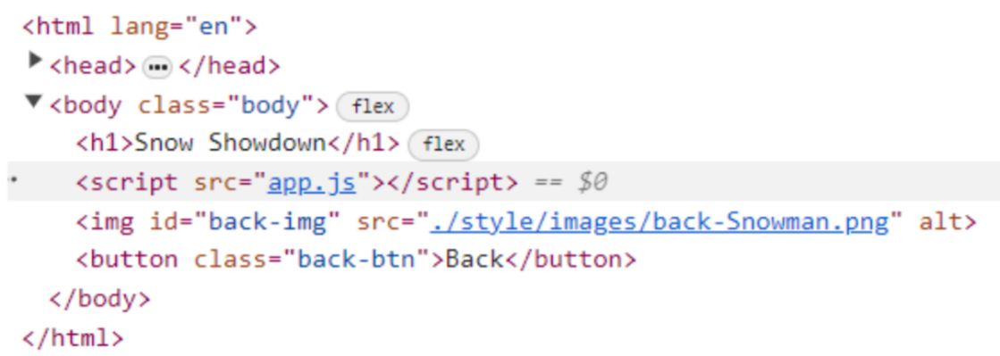 <html lang="en">
<head> ••• </head>
<body class="body"> flex
<h1>Snow Showdown</h1> flex
<script src="app.js"></script> == $0
<img id="back-img" src="./style/images/back-Snowman.png" alt>
<button class="back-btn">Back</button>
</body>
</html>